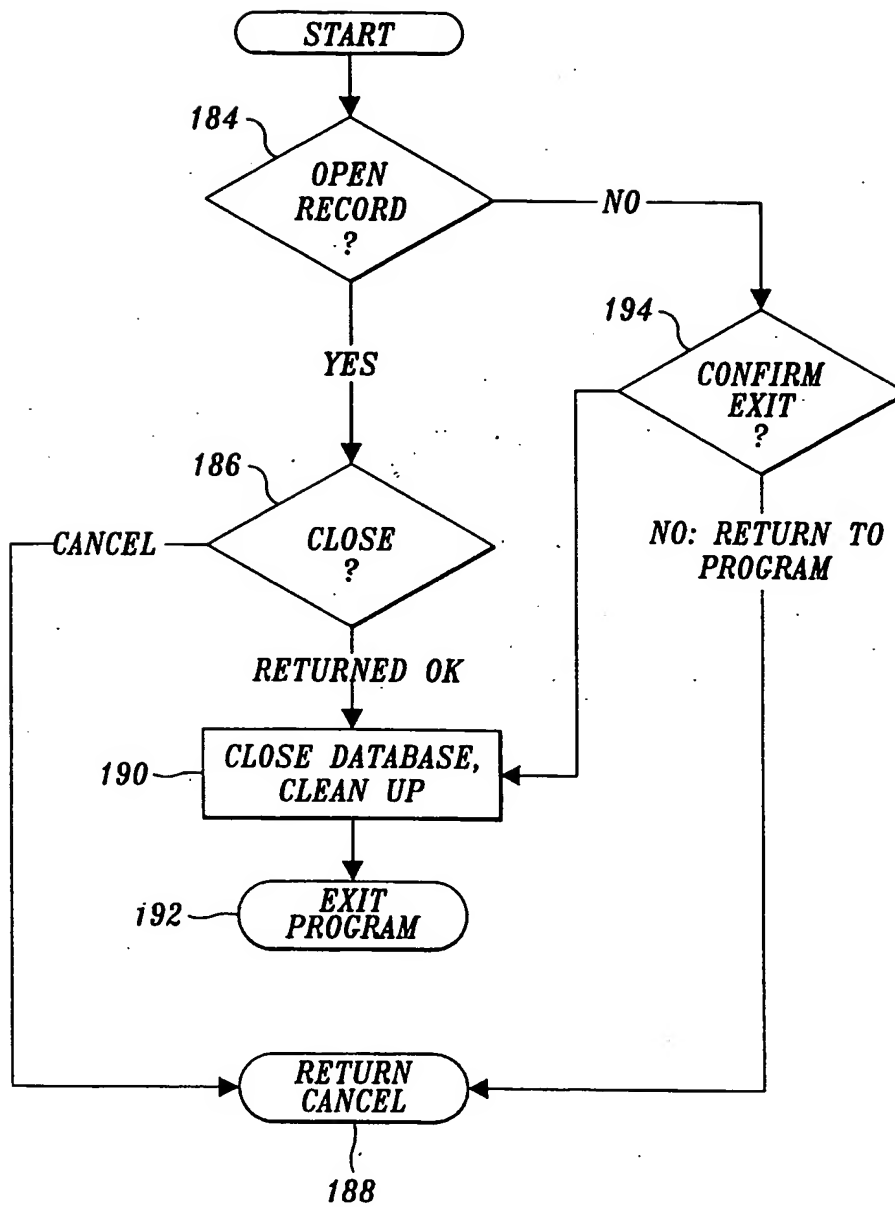 START
184
OPEN
RECORD
?
NO
194
CONFIRM
EXIT
?
YES
186
CANCEL
CLOSE
?
NO: RETURN TO
PROGRAM
RETURNED OK
190
CLOSE DATABASE,
CLEAN UP
192
EXIT
PROGRAM
RETURN
CANCEL
188